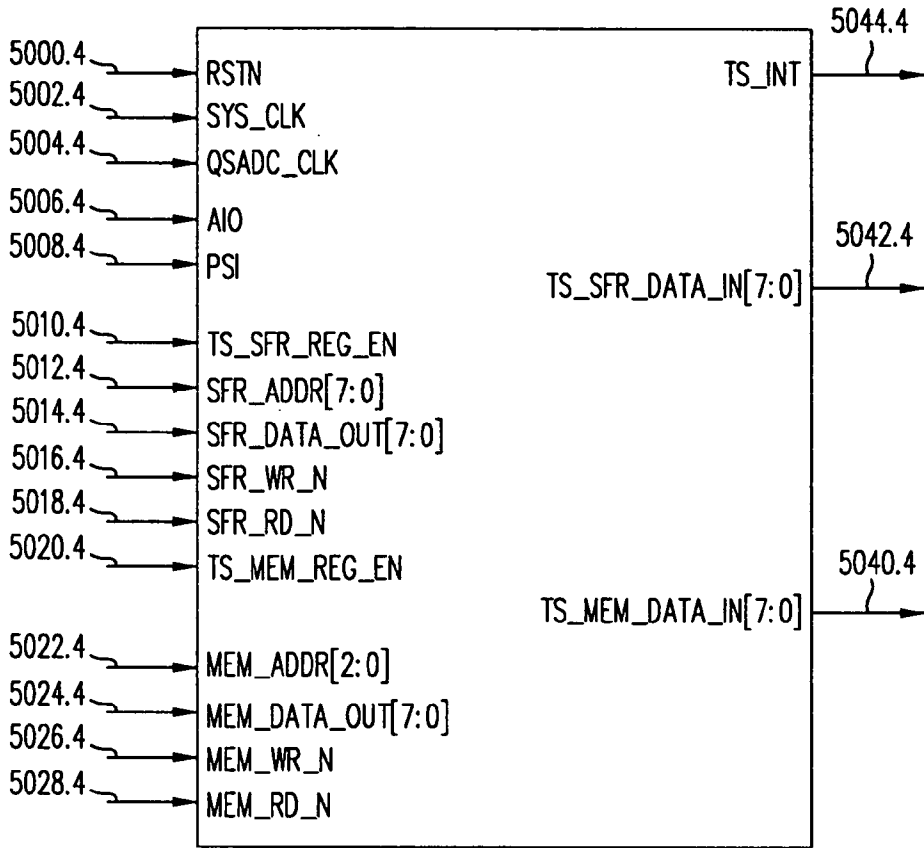 5044.4
5000.4
RSTN
TS_INT
5002.4
SYS_CLK
5004.4
QSADC_CLK
5006.4
AIO
5042.4
5008.4
PSI
TS_SFR_DATA_IN[7:0]
5010.4
TS_SFR_REG_EN
5012.4
SFR_ADDR[7:0]
5014.4
SFR_DATA_OUT[7:0]
5016.4
SFR_WR_N
5018.4
SFR_RD_N
5020.4
TS_MEM_REG_EN
5040.4
TS_MEM_DATA_IN[7:0]
5022.4
MEM_ADDR[2:0]
5024.4
MEM_DATA_OUT[7:0]
5026.4
MEM_WR_N
5028.4
MEM_RD_N